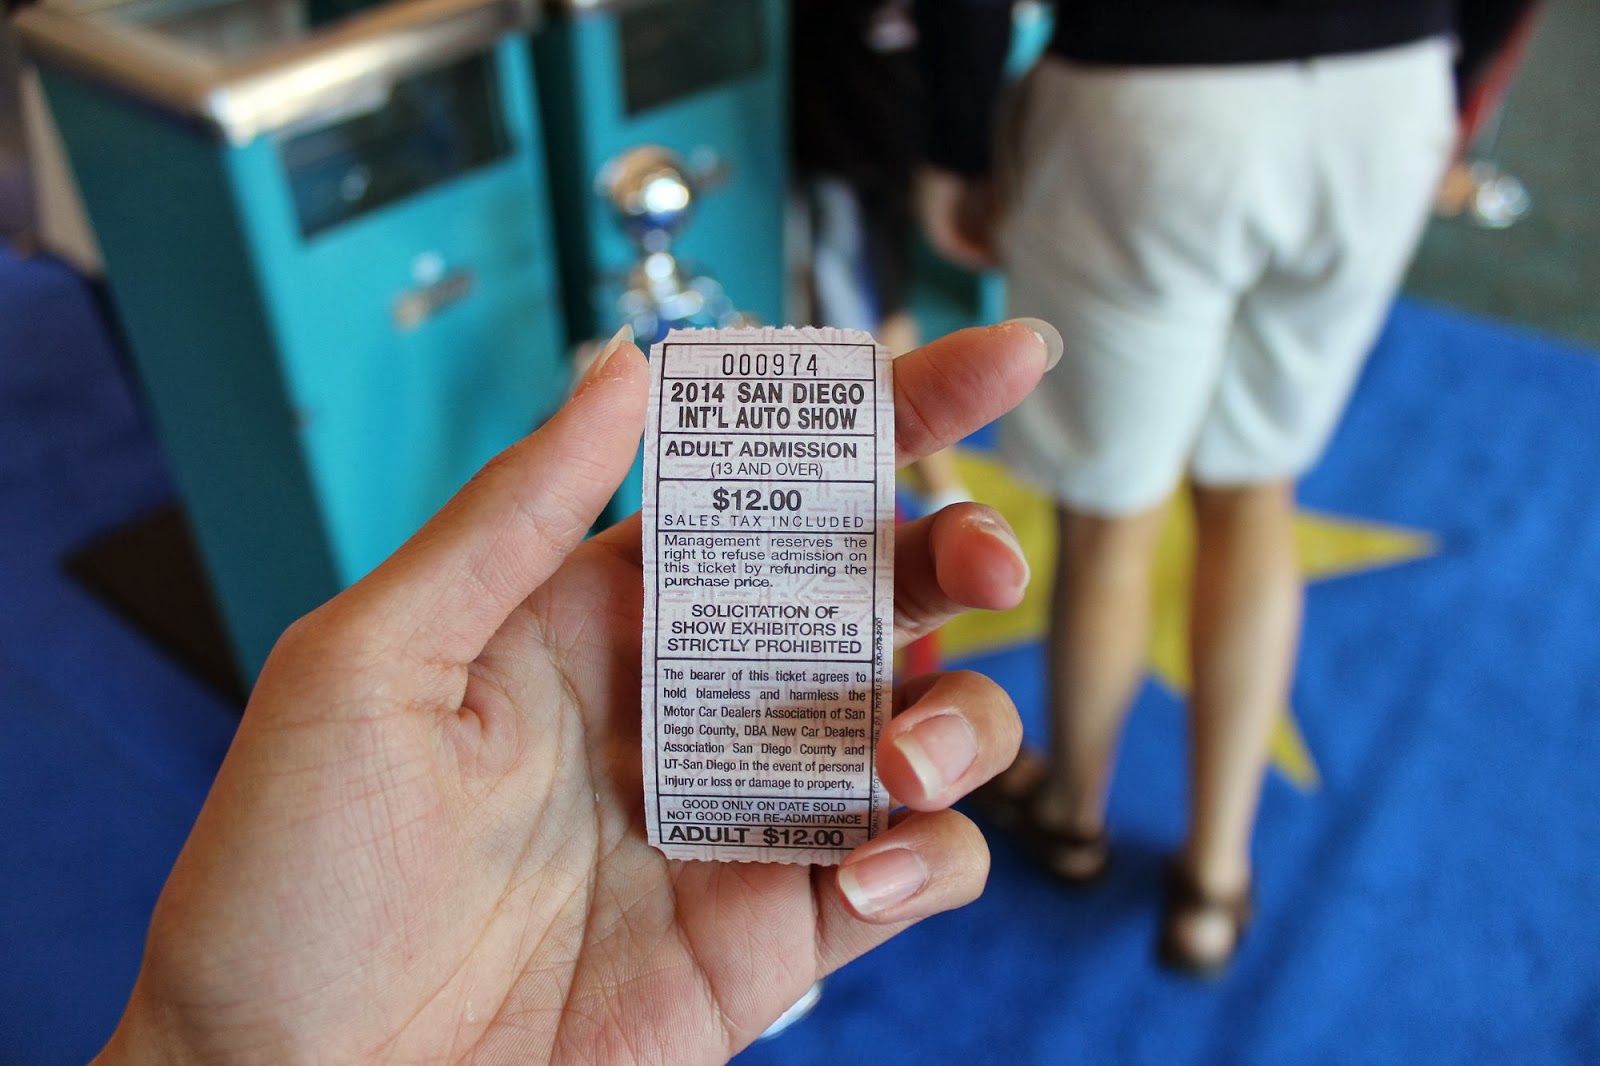 000974
2014 SAN DIEGO
INT'L AUTO SHOW
ADULT ADMISSION
(13 AND OVER)
$12.00
SALES TAX INCLUDED
Management reserves the
right to refuse admission on
this ticket by refunding the
purchase price.
SOLICITATION OF
SHOW EXHIBITORS IS
STRICTLY PROHIBITED
The bearer of this ticket agrees to
hold blameless and harmless the
Motor Car Dealers Association of San
Diego County, DBA New Car Dealers
Association San Diego County and
UT-San Diego in the event of personal
injury or loss or damage to property.
GOOD ONLY ON DATE SOLD
NOT GOOD FOR RE-ADMITTANCE
ADULT $12.00